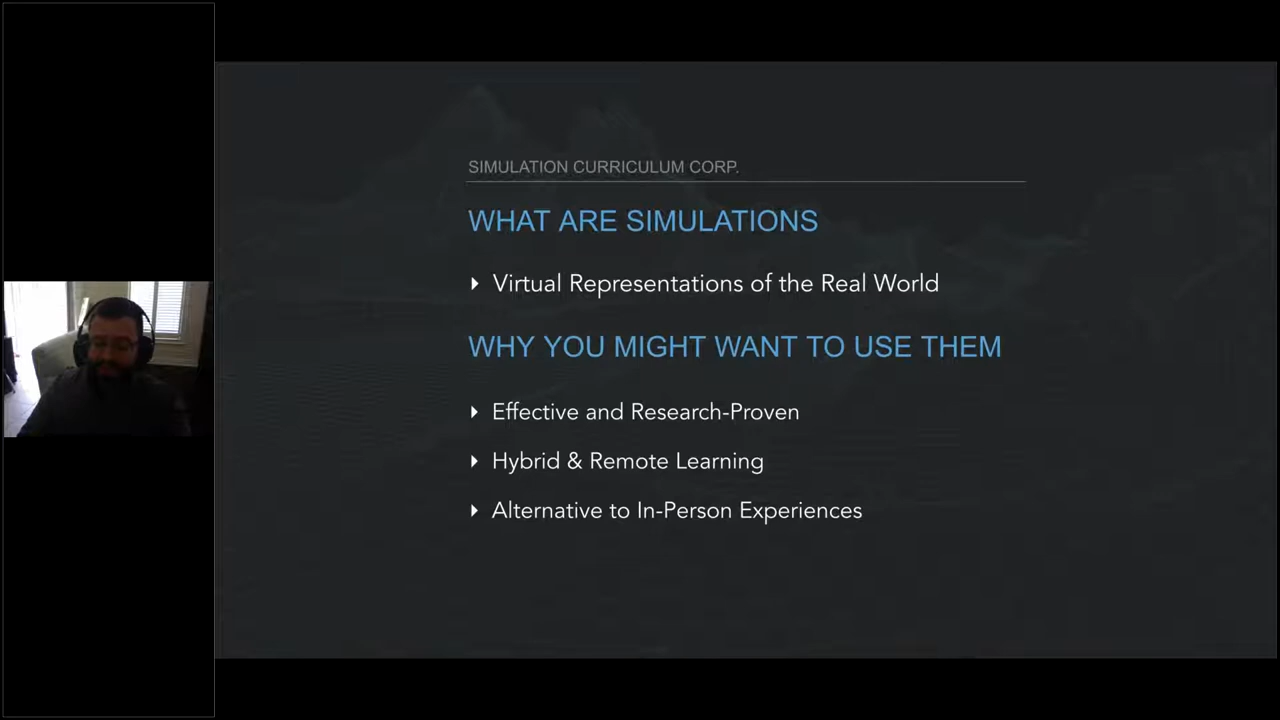 SIMULATION CURRICULUM CORP.
WHAT ARE SIMULATIONS
Virtual Representations of the Real World
WHY YOU MIGHT WANT TO USE THEM
Effective and Research-Proven
Hybrid & Remote Learning
Alternative to In-Person Experiences